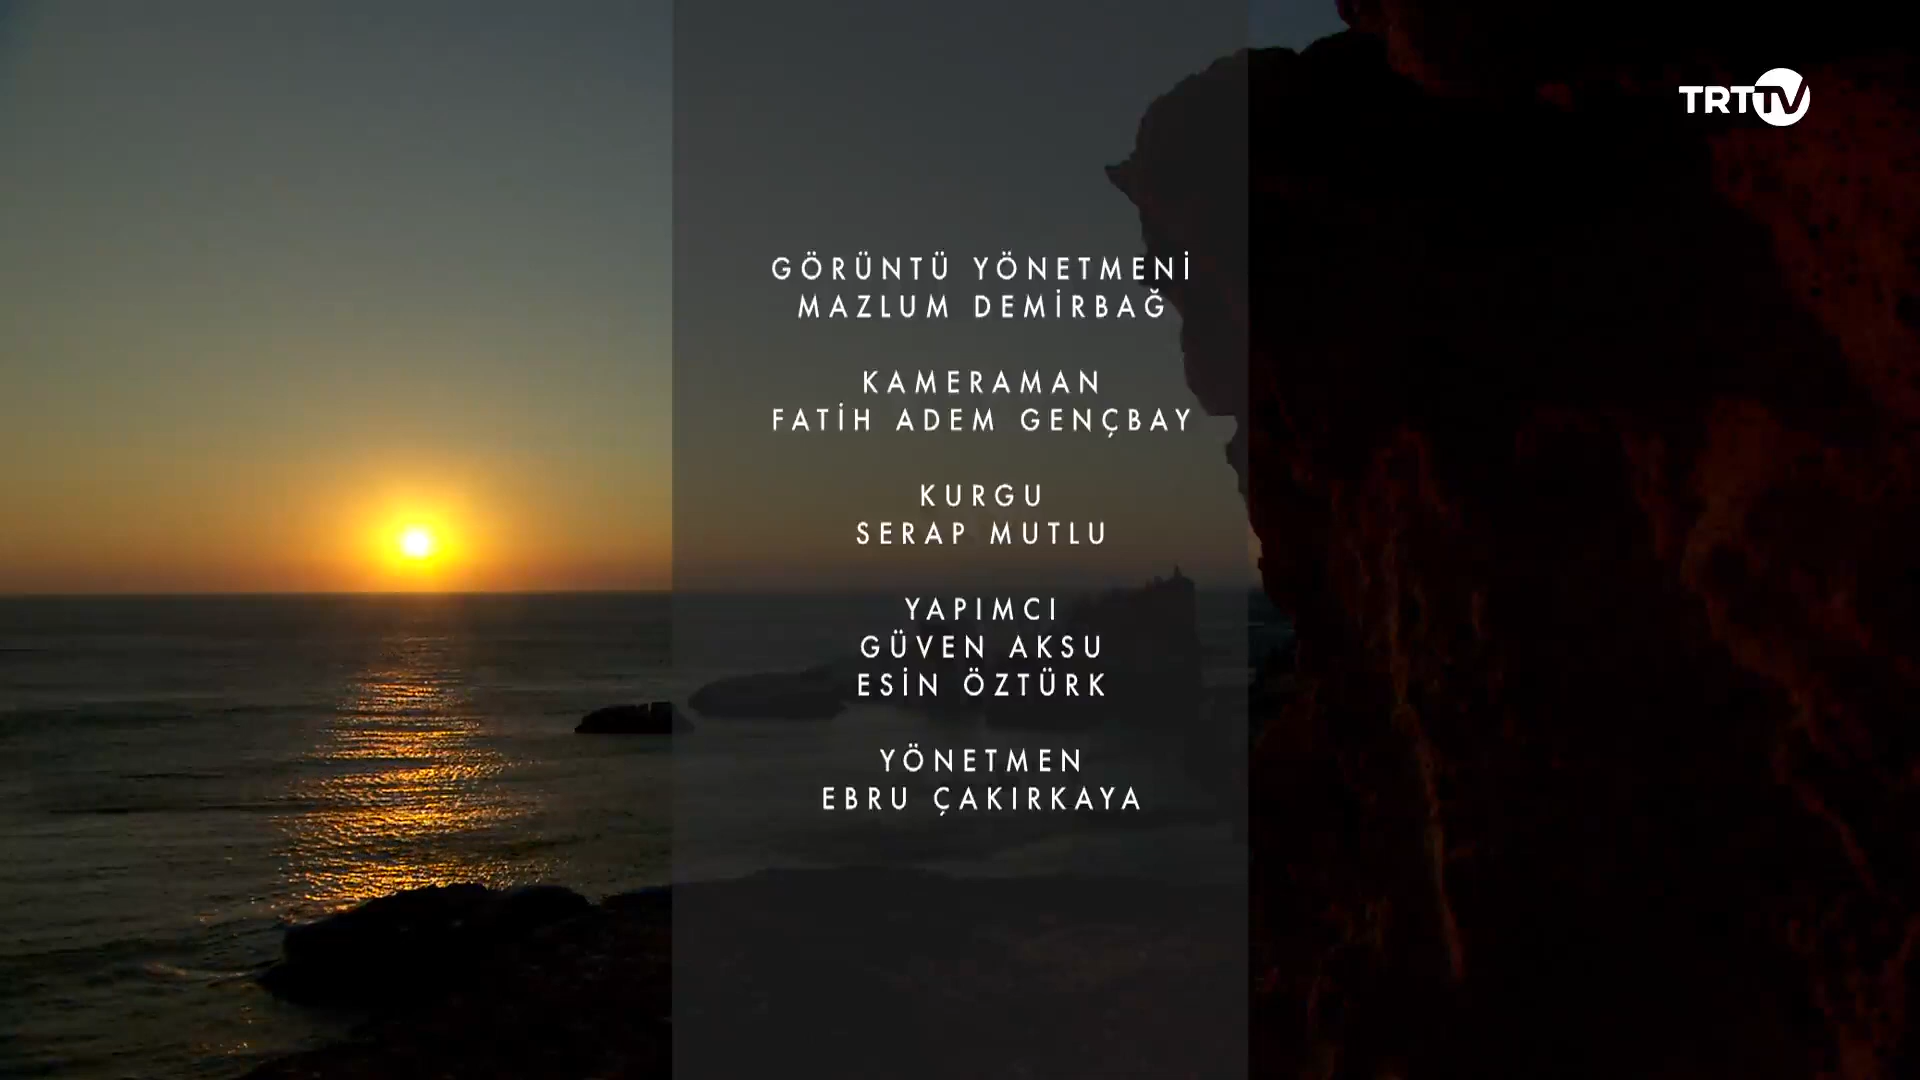 TRT TV
GÖRÜNTÜ YÖNETMENİ
MAZLUM DEMİRBAĞ
KAMERAMAN
FATİH ADEM GENÇBAY
KURGU
SERAP MUTLU
YAPIMCI
GÜVEN AKSU
ESİN ÖZTÜRK
YÖNETMEN
EBRU ÇAKIRKAYA